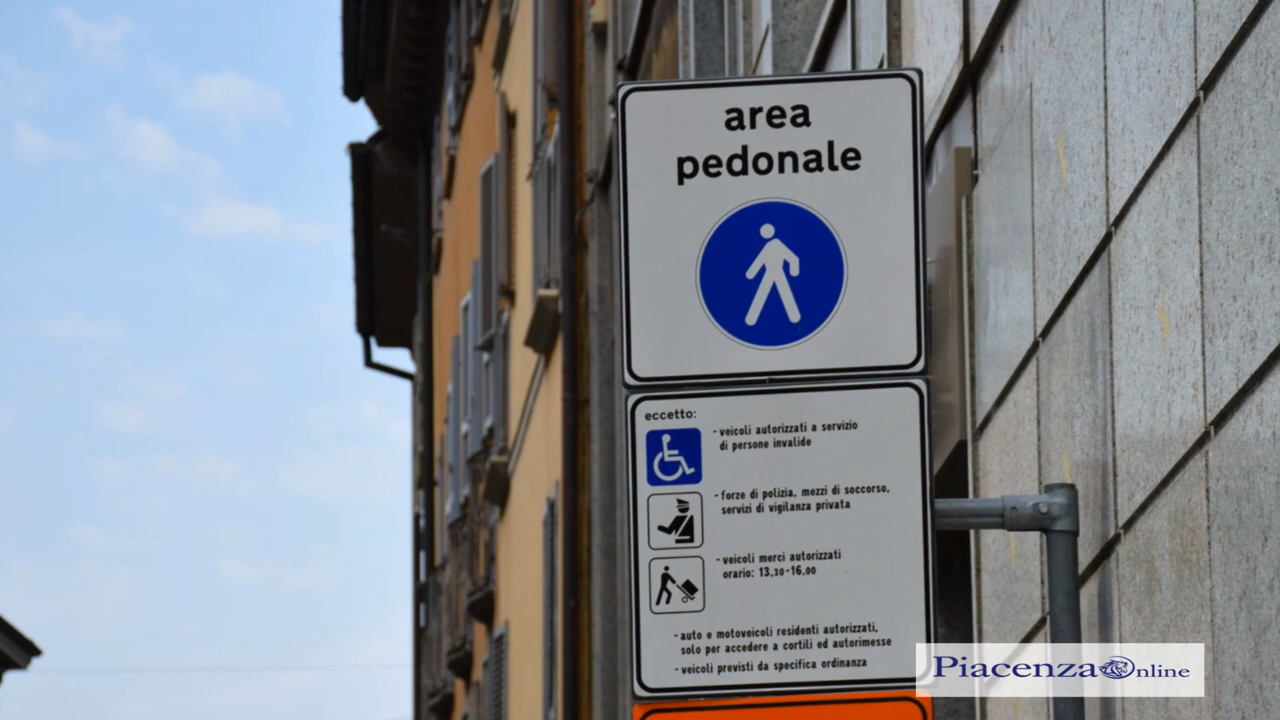 area
pedonale
eccetto:
- veicoli autorizzati a servizio
di persone invalide
- forze di polizia, mezzi di soccorso,
servizi di vigilanza privata
- veicoli merci autorizzati
orario: 13,30-16,00
- auto e motoveicoli residenti autorizzati,
solo per accedere a cortili ed autorimesse
- veicoli previsti da specifica ordinanza
Piacenza Online